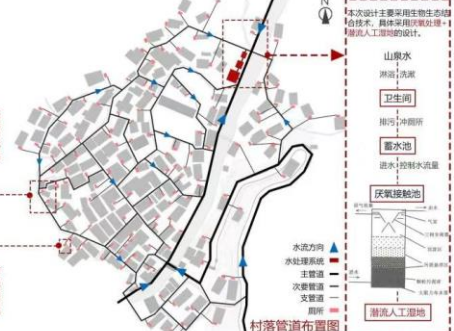 N
本次设计主要采用生物生态结
合技术，具体采用厌氧处理+
潜流人工湿地的设计。
山泉水
淋浴 洗漱
卫生间
排污 冲厕所
蓄水池
进水 控制水流量
厌氧接触池
潜流人工湿地
水流方向
水处理系统
主管道
次要管道
支管道
厕所
村落管道布置图